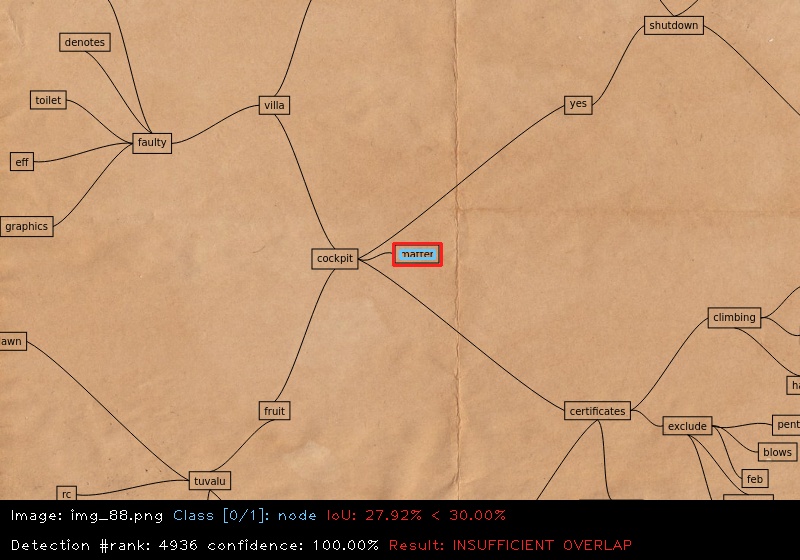 shutdown
denotes
toilet
villa
yes
faulty
eff
graphics
cockpit
matter
climbing
awn
fruit
certificates
exclude
pent
blows
tuvalu
feb
rc
Image: img_88.png Class [0/1]: node IoU: 27.92% < 30.00%
Detection #rank: 4936 confidence: 100.00% Result: INSUFFICIENT OVERLAP